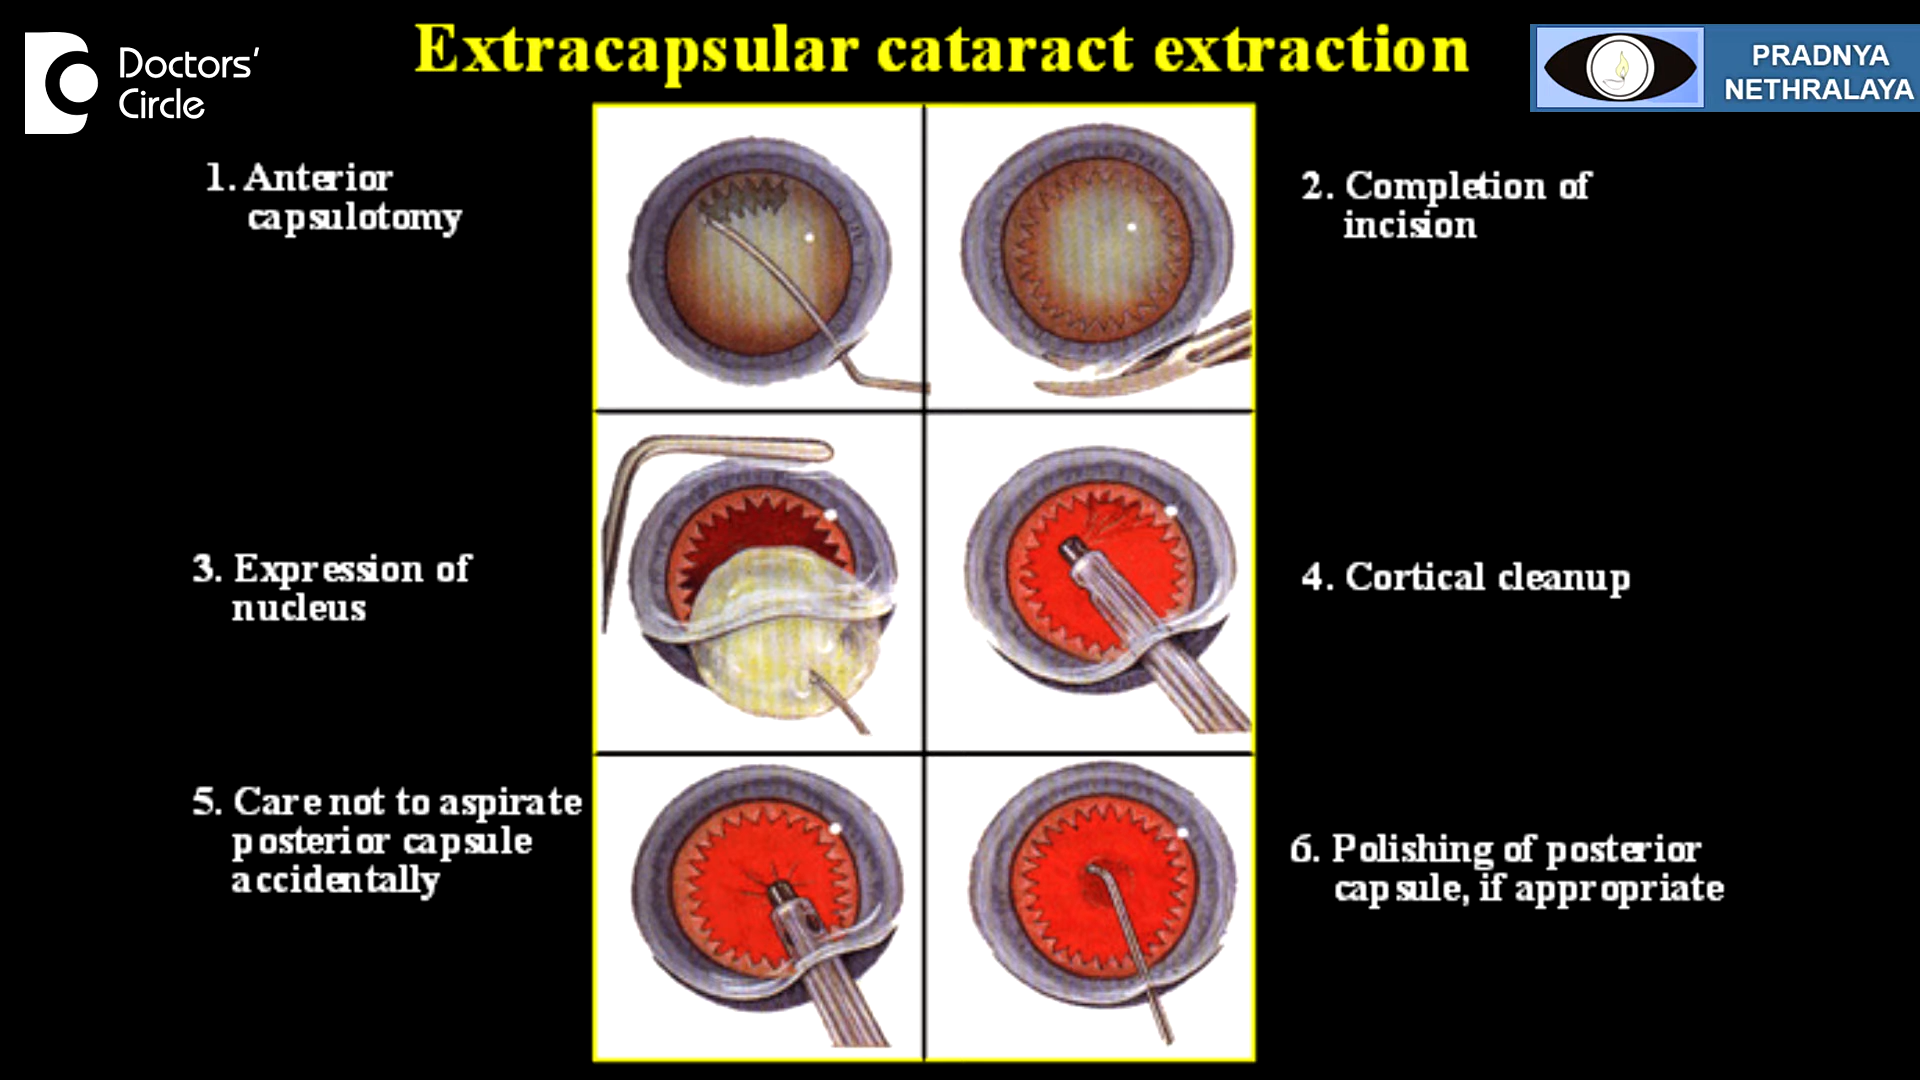 Doctors'
Circle
Extracapsular cataract extraction
PRADNYA
NETHRALAYA
1. Anterior
capsulotomy
2. Completion of
incision
3. Expression of
nucleus
4. Cortical cleanup
5. Care not to aspirate
posterior capsule
accidentally
6. Polishing of posterior
capsule, if appropriate